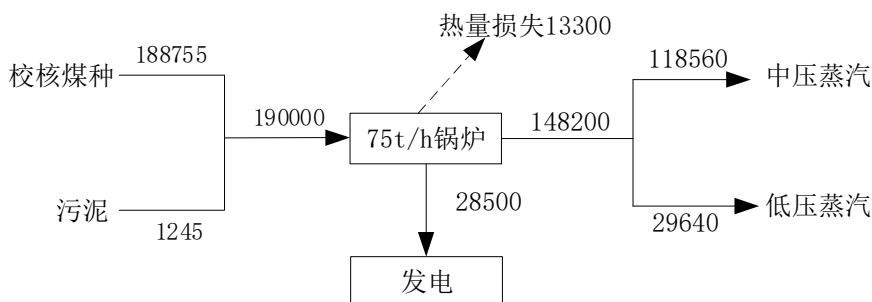 热量损失13300
188755
校核煤种
118560
中压蒸汽
190000
75t/h锅炉
148200
污泥
1245
28500
29640
低压蒸汽
发电